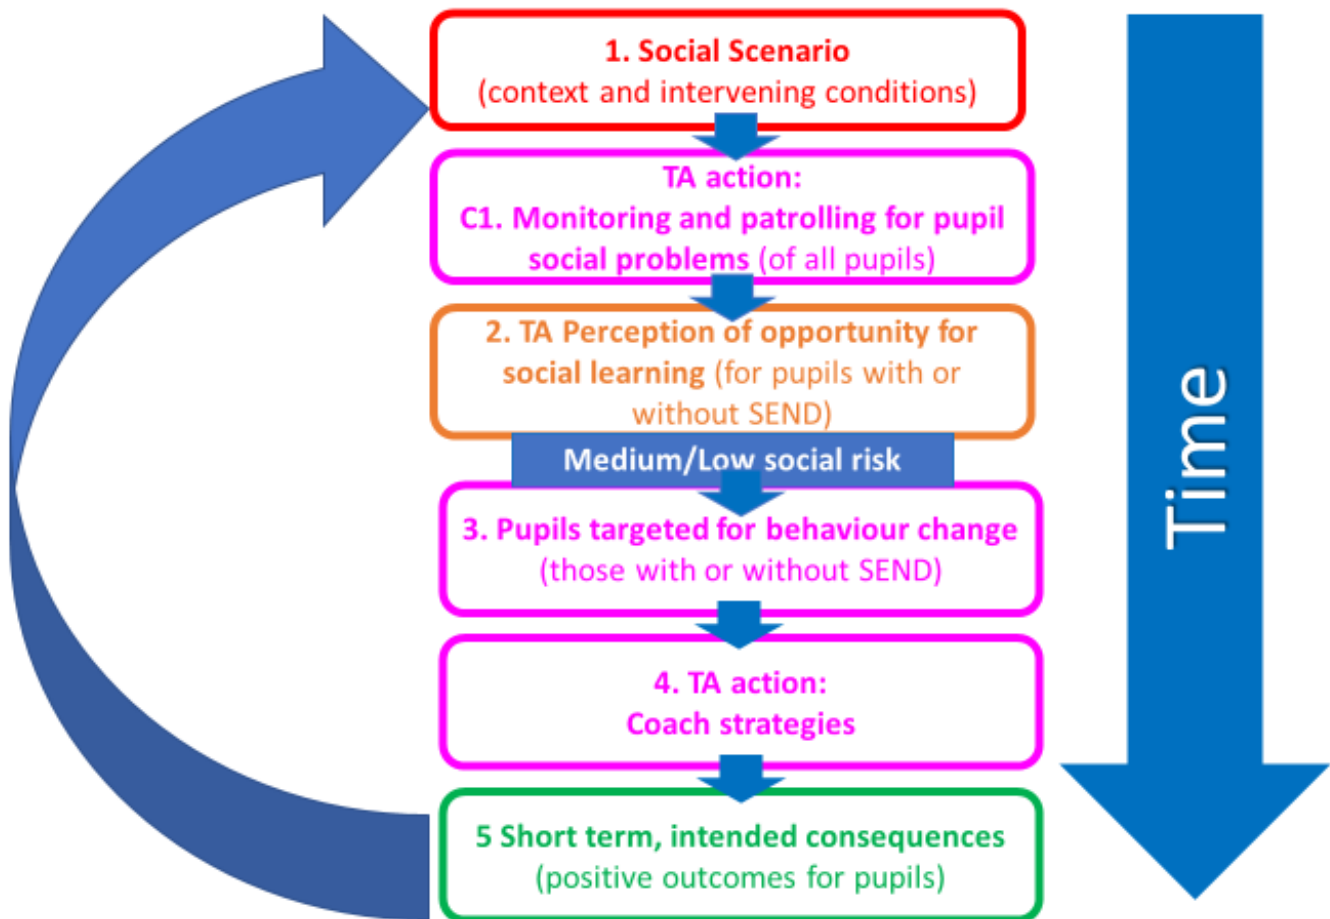 1. Social Scenario
(context and intervening conditions)
TA action:
C1. Monitoring and patrolling for pupil
social problems (of all pupils)
2. TA Perception of opportunity for
social learning (for pupils with or
without SEND)
Medium/Low social risk
3. Pupils targeted for behaviour change
(those with or without SEND)
4. TA action:
Coach strategies
5 Short term, intended consequences
(positive outcomes for pupils)
Time